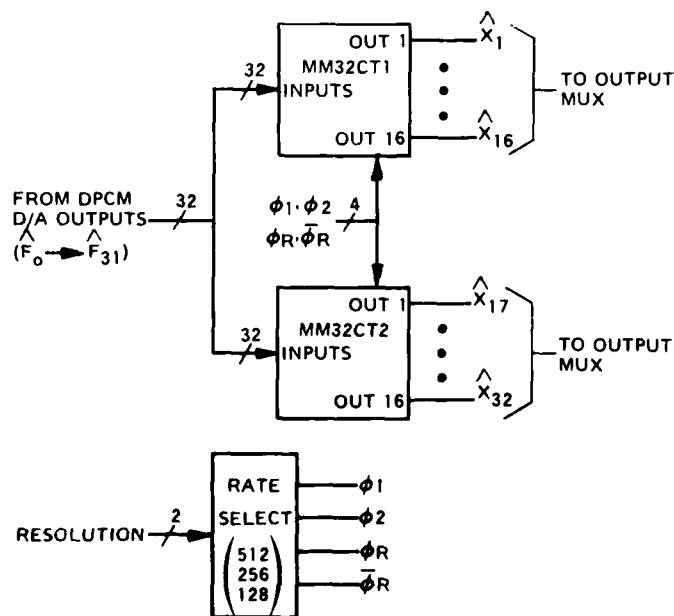 OUT 1
X̂1
32
MM32CT1
INPUTS
TO OUTPUT
MUX
OUT 16
X̂16
FROM DPCM
D/A OUTPUTS
32
(F̂o → F̂31)
ϕ1, ϕ2
4
ϕR, ϕ̄R
OUT 1
X̂17
32
MM32CT2
INPUTS
TO OUTPUT
MUX
OUT 16
X̂32
RATE
ϕ1
RESOLUTION
2
SELECT
ϕ2
512
ϕR
256
128
ϕ̄R